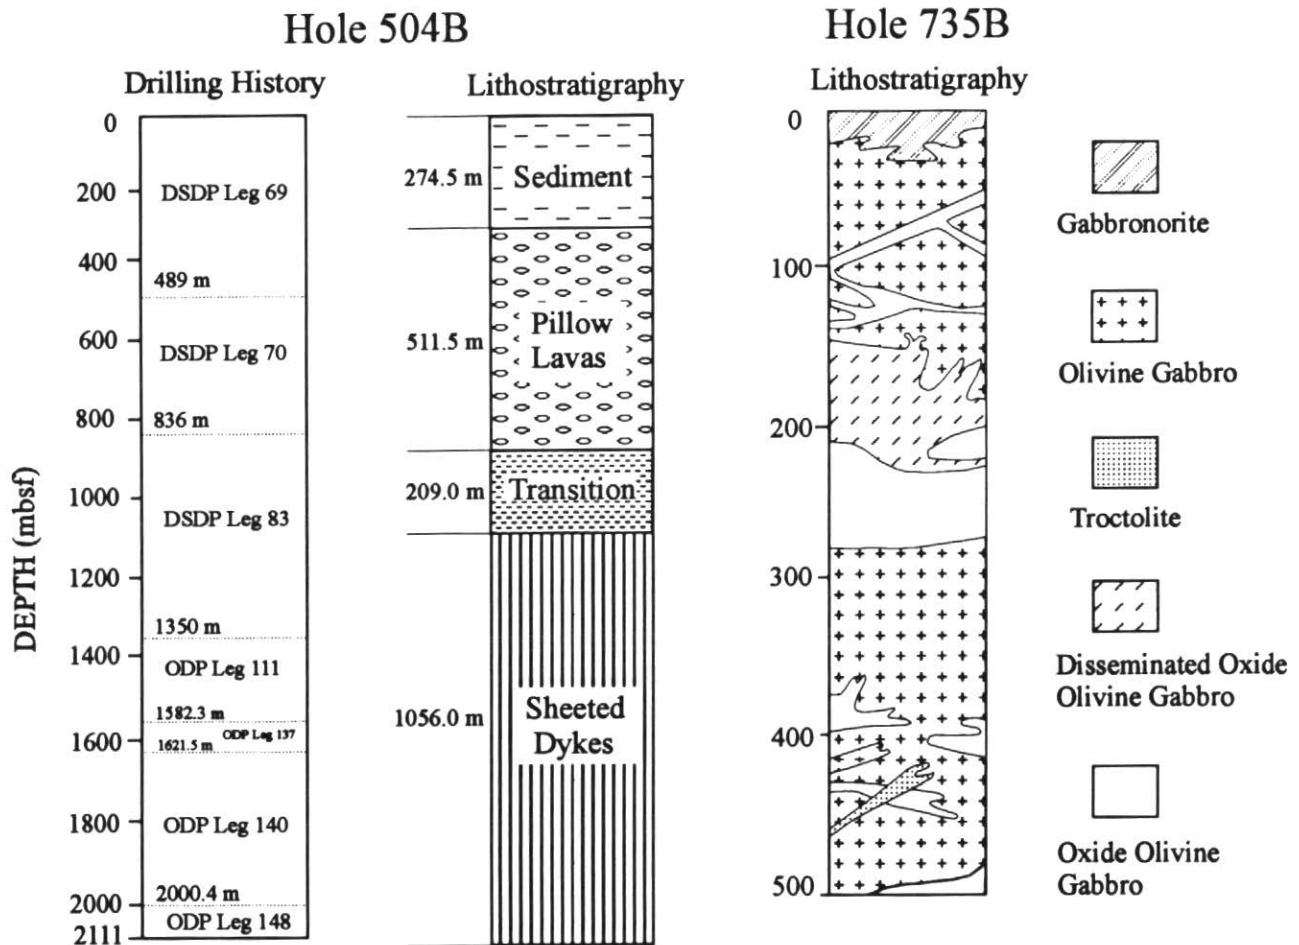 Hole 504B
Drilling History
Lithostratigraphy
DEPTH (mbsf)
0
200
400
600
800
1000
1200
1400
1600
1800
2000
2111
DSDP Leg 69
489 m
DSDP Leg 70
836 m
DSDP Leg 83
1350 m
ODP Leg 111
1582.3 m
ODP Leg 137
1621.5 m
ODP Leg 140
2000.4 m
ODP Leg 148
274.5 m
Sediment
511.5 m
Pillow
Lavas
209.0 m
Transition
1056.0 m
Sheeted
Dykes
Hole 735B
Lithostratigraphy
0
100
200
300
400
500
Gabbronorite
Olivine Gabbro
Troctolite
Disseminated Oxide
Olivine Gabbro
Oxide Olivine
Gabbro